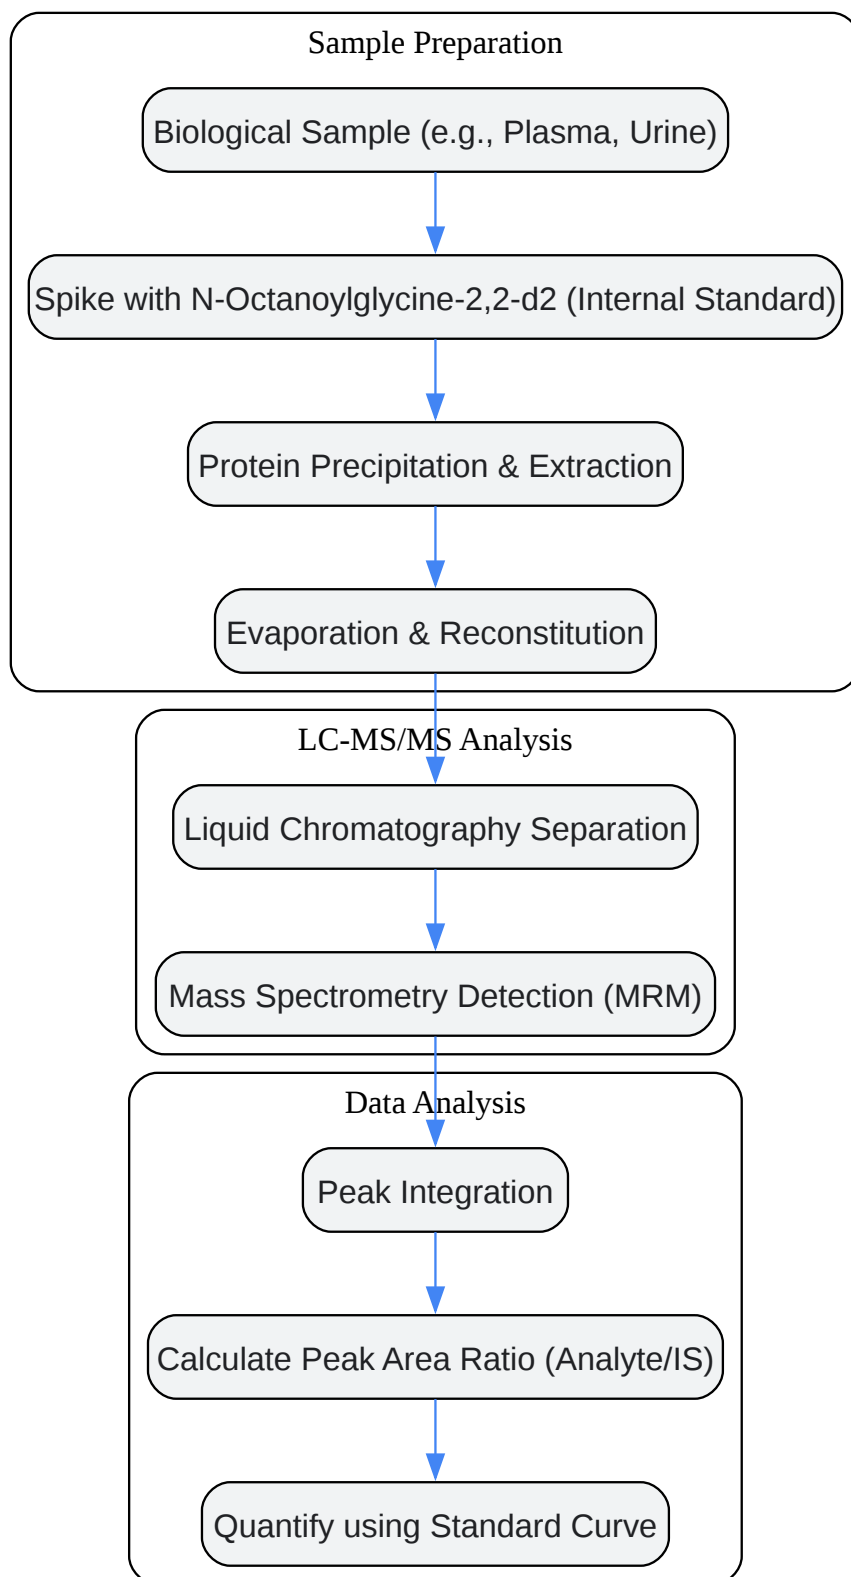 Sample Preparation
Biological Sample (e.g., Plasma, Urine)
Spike with N-Octanoylglycine-2,2-d2 (Internal Standard)
Protein Precipitation & Extraction
Evaporation & Reconstitution
LC-MS/MS Analysis
Liquid Chromatography Separation
Mass Spectrometry Detection (MRM)
Data Analysis
Peak Integration
Calculate Peak Area Ratio (Analyte/IS)
Quantify using Standard Curve